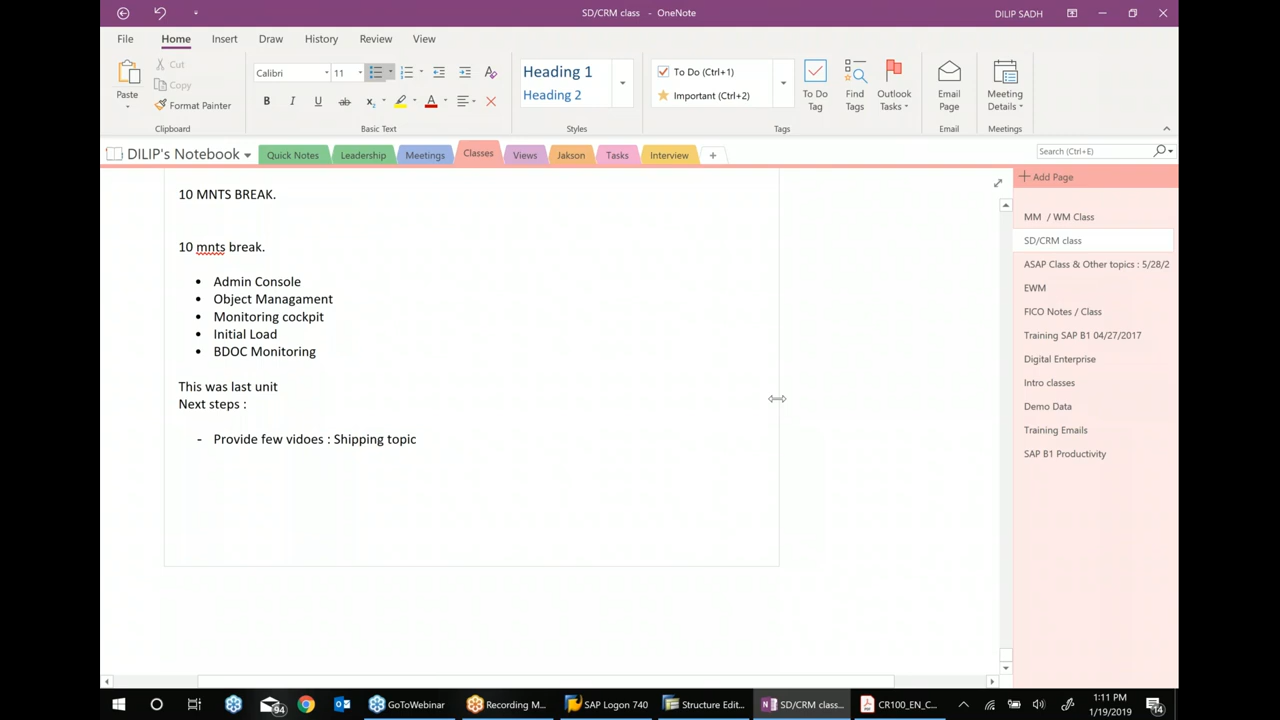 SD/CRM class - OneNote
DILIP SADH
File Home Insert Draw History Review View
Paste
Cut
Copy
Format Painter
Clipboard
Calibri 11
B I U ab x₂ A
Basic Text
Heading 1
Heading 2
Styles
To Do (Ctrl+1)
Important (Ctrl+2)
To Do Tag
Find Tags
Outlook Tasks
Tags
Email Page
Email
Meeting Details
Meetings
DILIP's Notebook
Quick Notes Leadership Meetings Classes Views Jakson Tasks Interview
Search (Ctrl+E)
10 MNTS BREAK.
10 mnts break.
• Admin Console
• Object Managament
• Monitoring cockpit
• Initial Load
• BDOC Monitoring
This was last unit
Next steps :
- Provide few vidoes : Shipping topic
Add Page
MM / WM Class
SD/CRM class
ASAP Class & Other topics : 5/28/2
EWM
FICO Notes / Class
Training SAP B1 04/27/2017
Digital Enterprise
Intro classes
Demo Data
Training Emails
SAP B1 Productivity
94
GoToWebinar
Recording M...
SAP Logon 740
Structure Edit...
SD/CRM class...
CR100_EN_C...
1:11 PM
1/19/2019
14